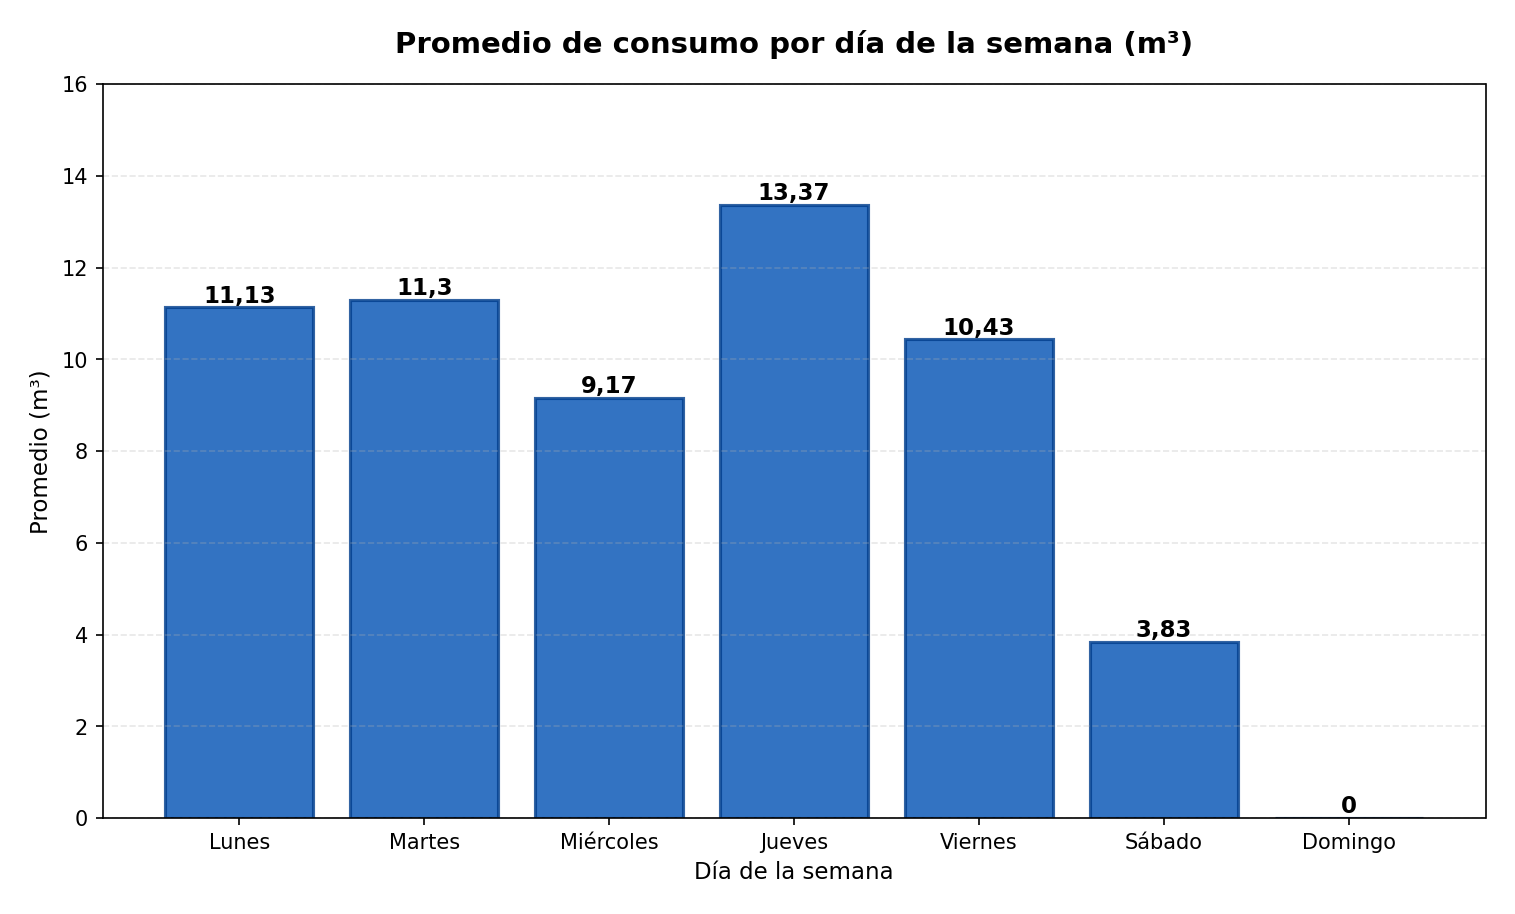 Promedio de consumo por día de la semana (m³)
16
14
12
10
8
6
4
2
0
Promedio (m³)
11,13
11,3
9,17
13,37
10,43
3,83
0
Lunes
Martes
Miércoles
Jueves
Viernes
Sábado
Domingo
Día de la semana